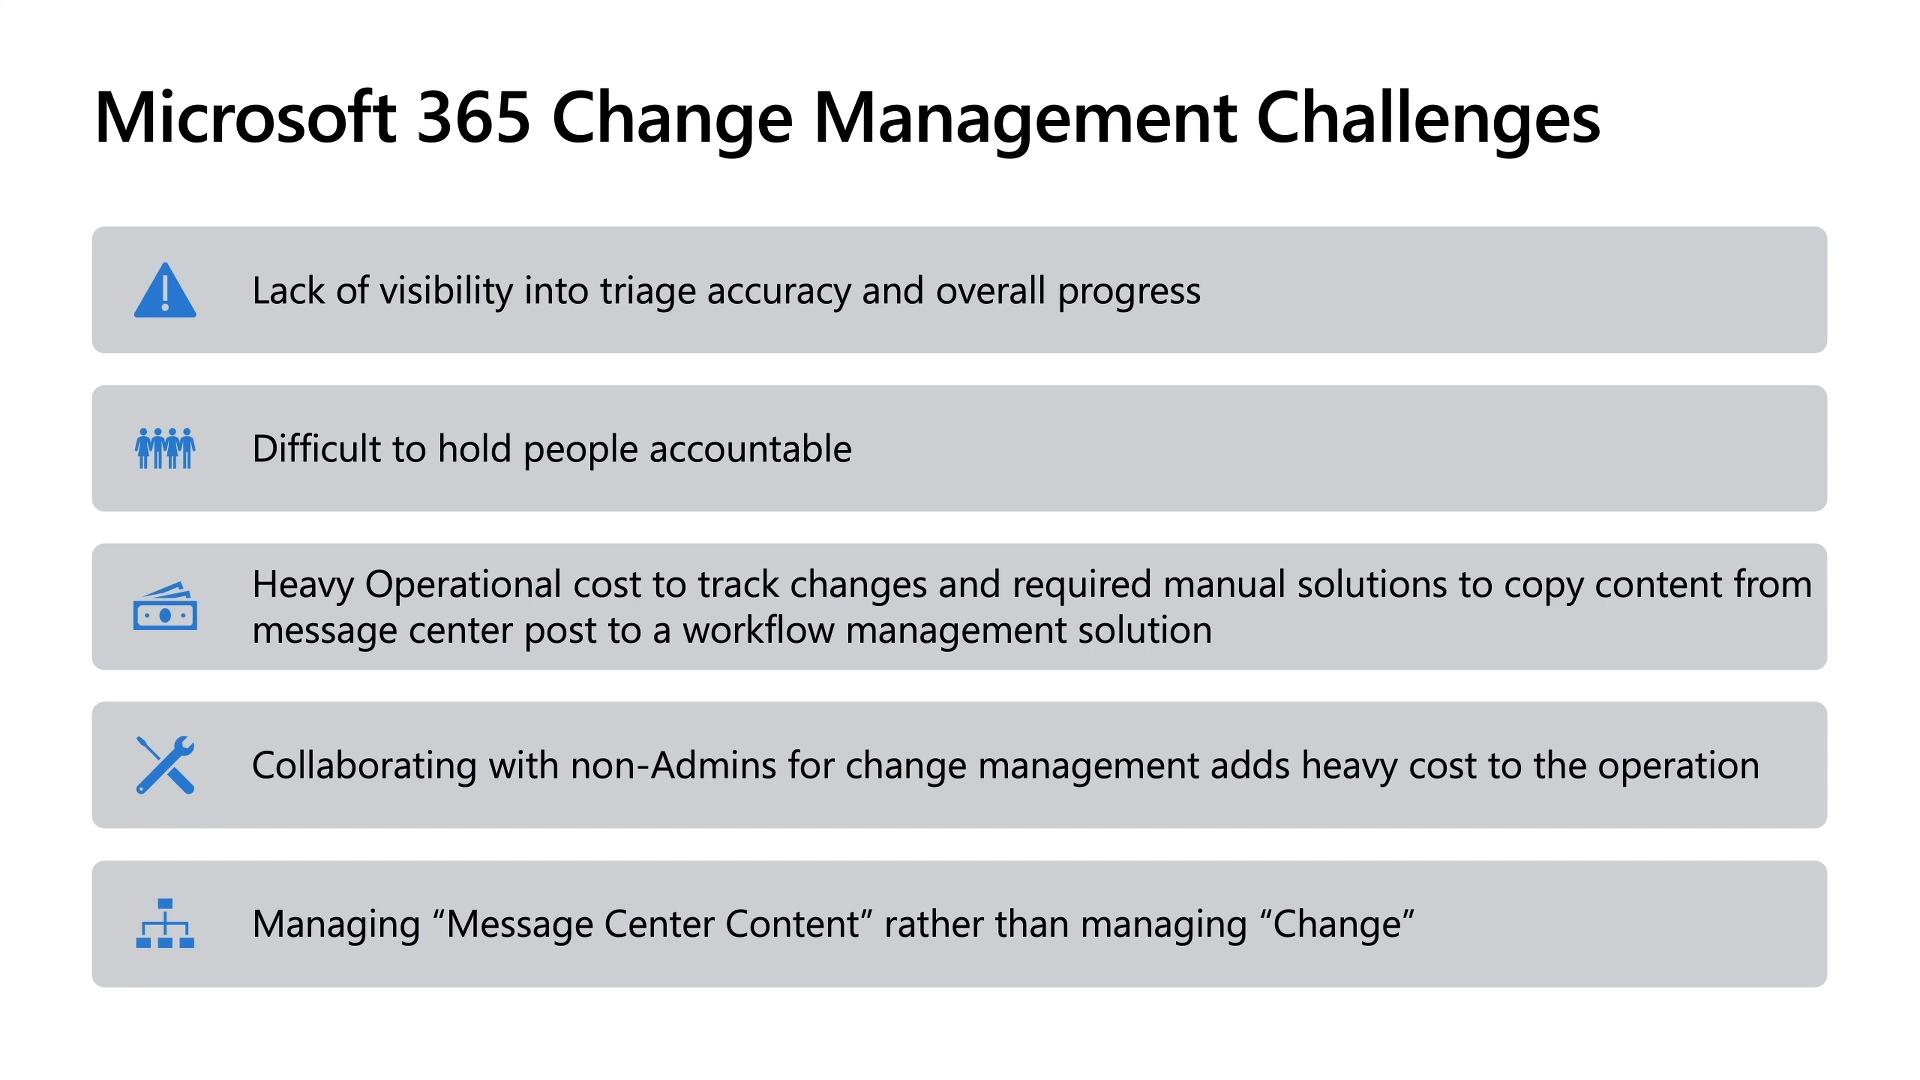 Microsoft 365 Change Management Challenges
Lack of visibility into triage accuracy and overall progress
Difficult to hold people accountable
Heavy Operational cost to track changes and required manual solutions to copy content from
message center post to a workflow management solution
Collaborating with non-Admins for change management adds heavy cost to the operation
Managing “Message Center Content” rather than managing “Change”